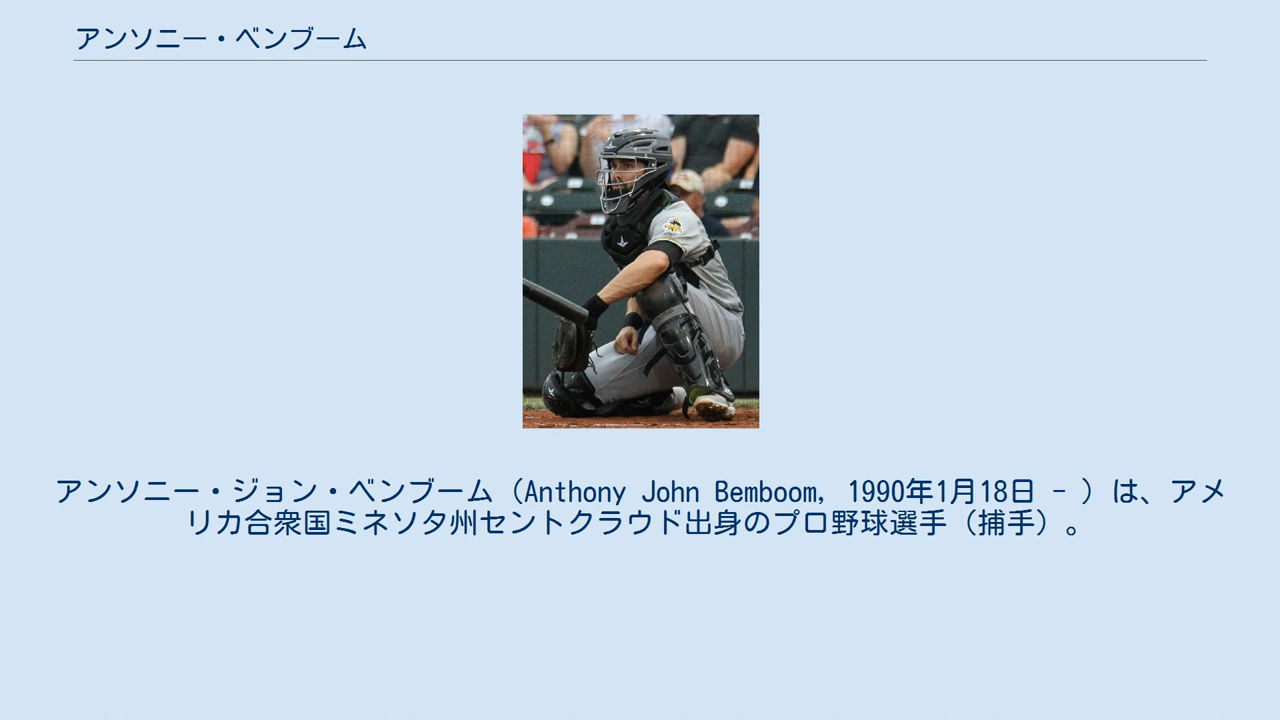 アンソニー・ベンブーム
アンソニー・ジョン・ベンブーム（Anthony John Bemboom, 1990年1月18日 - ）は、アメ
リカ合衆国ミネソタ州セントクラウド出身のプロ野球選手（捕手）。